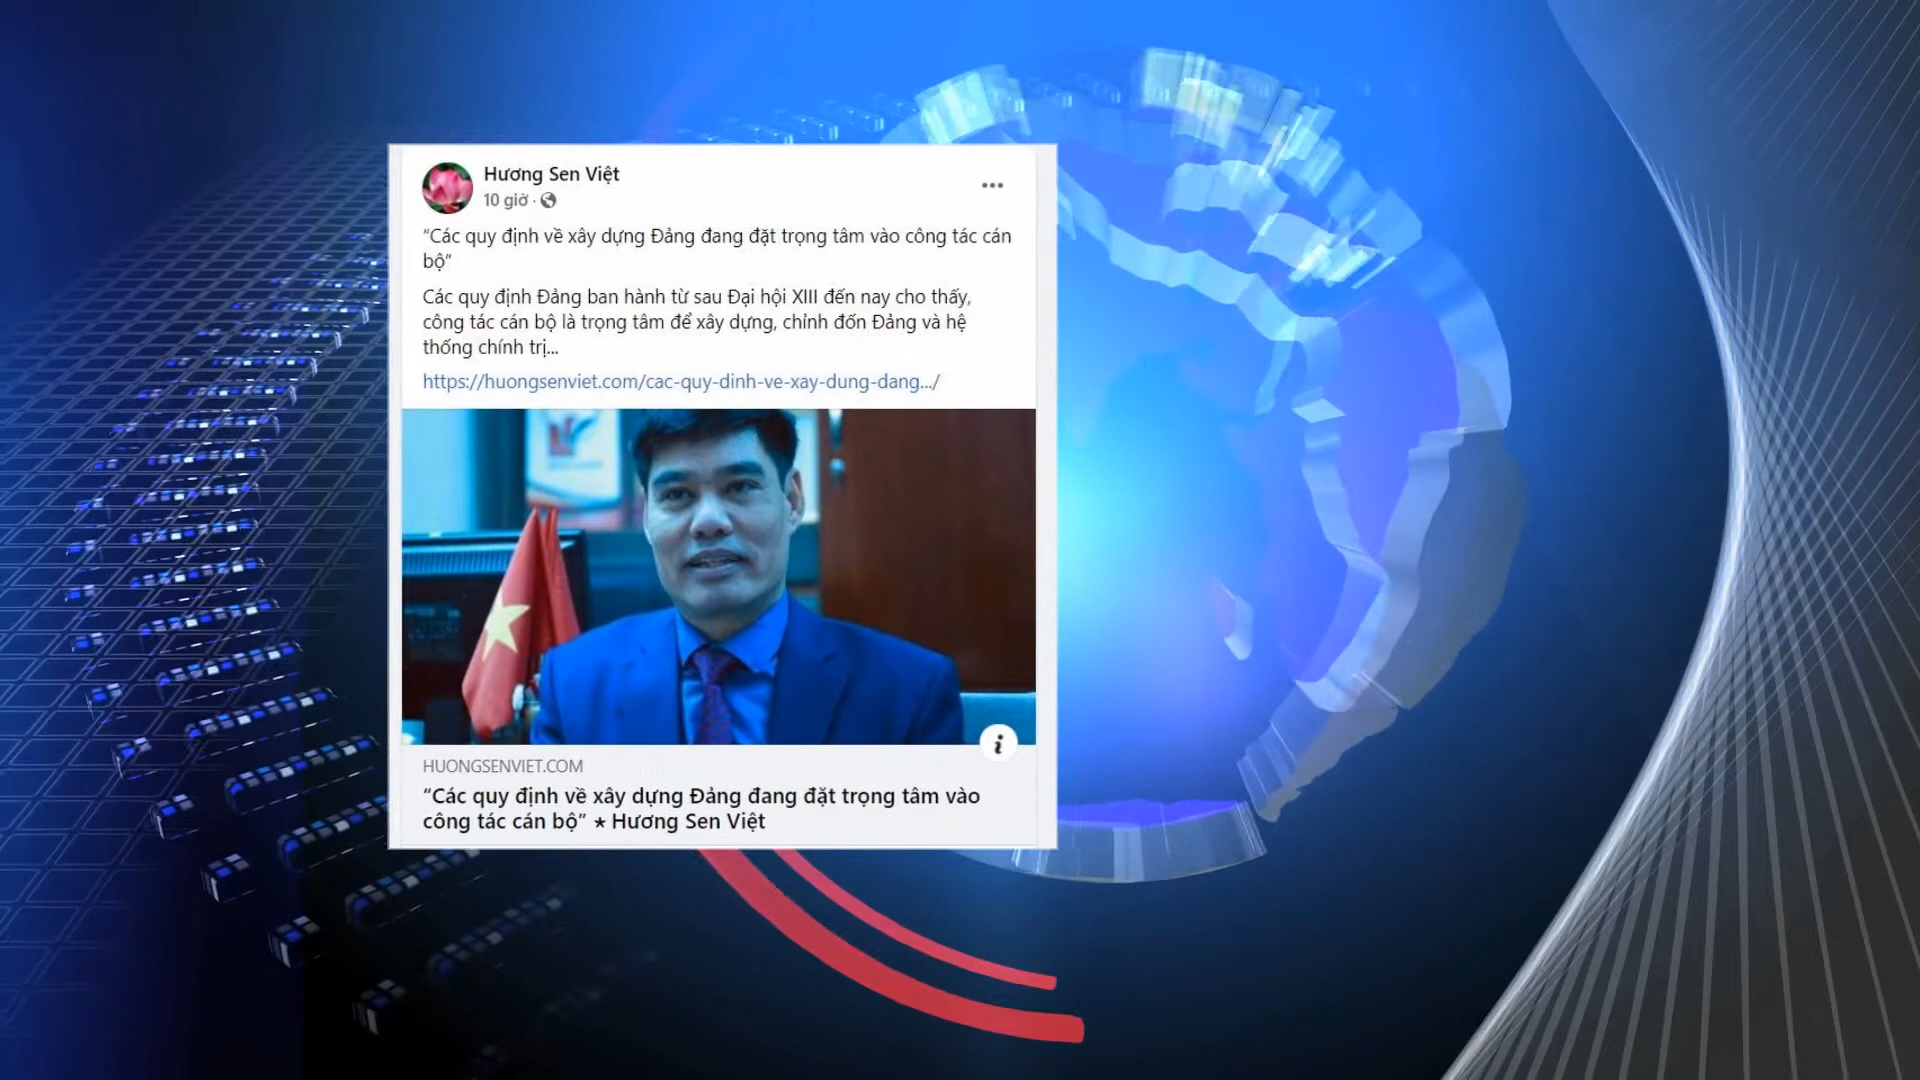 Hương Sen Việt
10 giờ ·
“Các quy định về xây dựng Đảng đang đặt trọng tâm vào công tác cán
bộ”
Các quy định Đảng ban hành từ sau Đại hội XIII đến nay cho thấy,
công tác cán bộ là trọng tâm để xây dựng, chỉnh đốn Đảng và hệ
thống chính trị...
https://huongsenviet.com/cac-quy-dinh-ve-xay-dung-dang.../
HUONGSENVIET.COM
“Các quy định về xây dựng Đảng đang đặt trọng tâm vào
công tác cán bộ” ★ Hương Sen Việt